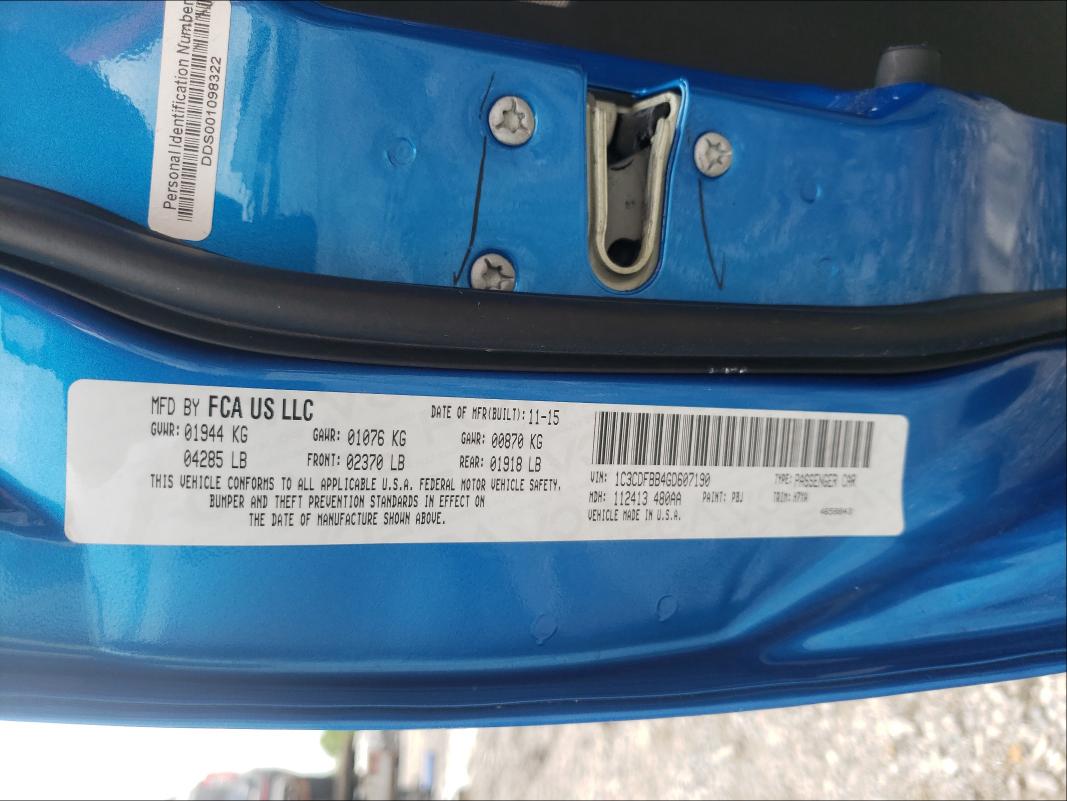 Personal Identification Number
DDS001098322
MFD BY FCA US LLC
DATE OF MFR(BUILT): 11-15
GVWR: 01944 KG
GAWR: 01076 KG
GAWR: 00870 KG
04285 LB
FRONT: 02370 LB
REAR: 01918 LB
THIS VEHICLE CONFORMS TO ALL APPLICABLE U.S.A. FEDERAL MOTOR VEHICLE SAFETY,
BUMPER AND THEFT PREVENTION STANDARDS IN EFFECT ON
THE DATE OF MANUFACTURE SHOWN ABOVE.
VIN: 1C3CDFBB4GD607190
TYPE: PASSENGER CAR
MDH: 112413 480AA
PAINT: PBJ
TRIM:
VEHICLE MADE IN U.S.A.